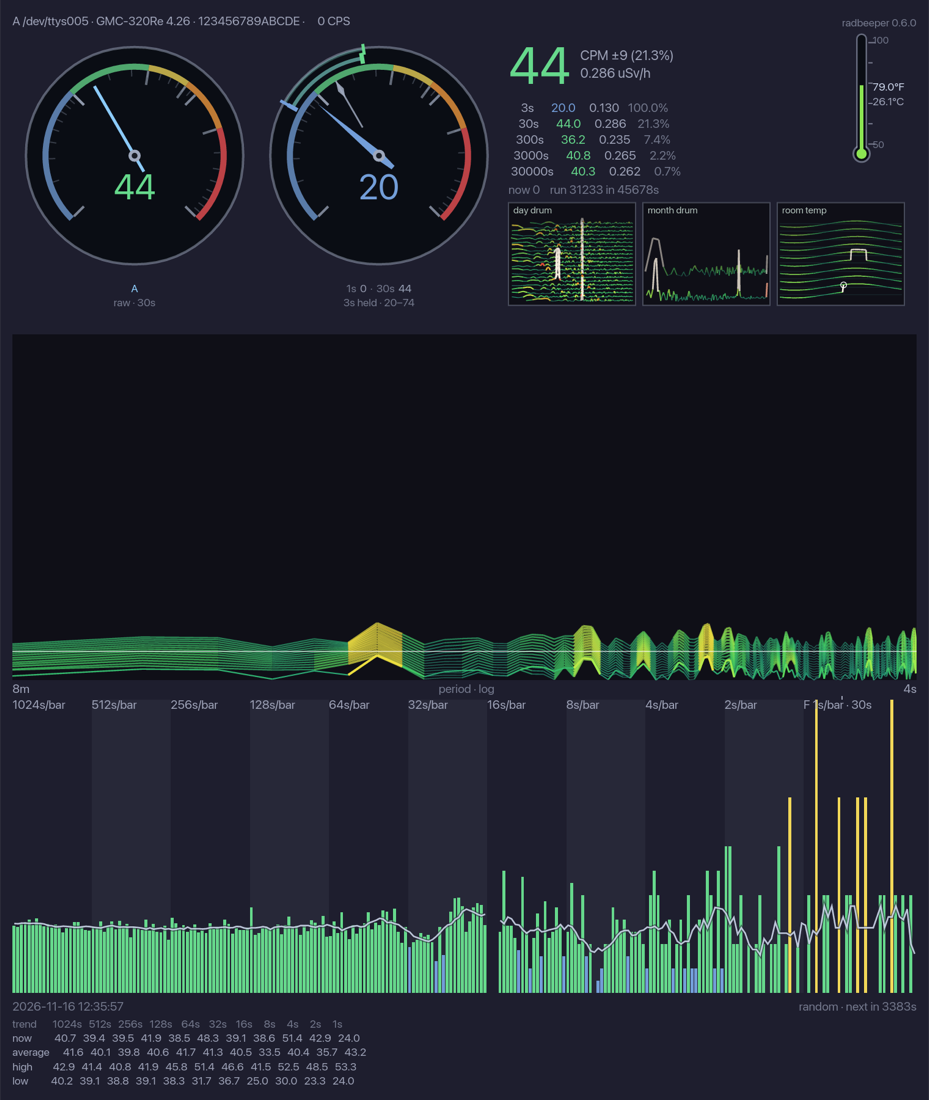 A /dev/ttys005 · GMC-320Re 4.26 · 123456789ABCDE · 0 CPS
radbeeper 0.6.0
44
A
raw · 30s
20
1s 0 · 30s 44
3s held · 20–74
44 CPM ±9 (21.3%)
0.286 uSv/h
3s 20.0 0.130 100.0%
30s 44.0 0.286 21.3%
300s 36.2 0.235 7.4%
3000s 40.8 0.265 2.2%
30000s 40.3 0.262 0.7%
now 0 run 31233 in 45678s
100
79.0°F
26.1°C
50
day drum
month drum
room temp
8m period · log 4s
1024s/bar 512s/bar 256s/bar 128s/bar 64s/bar 32s/bar 16s/bar 8s/bar 4s/bar 2s/bar F 1s/bar · 30s
2026-11-16 12:35:57 random · next in 3383s
trend 1024s 512s 256s 128s 64s 32s 16s 8s 4s 2s 1s
now 40.7 39.4 39.5 41.9 38.5 48.3 39.1 38.6 51.4 42.9 24.0
average 41.6 40.1 39.8 40.6 41.7 41.3 40.5 33.5 40.4 35.7 43.2
high 42.9 41.4 40.8 41.9 45.8 51.4 46.6 41.5 52.5 48.5 53.3
low 40.2 39.1 38.8 39.1 38.3 31.7 36.7 25.0 30.0 23.3 24.0